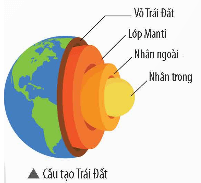 Vỏ Trái Đất
Lớp Manti
Nhân ngoài
Nhân trong
▲ Cấu tạo Trái Đất